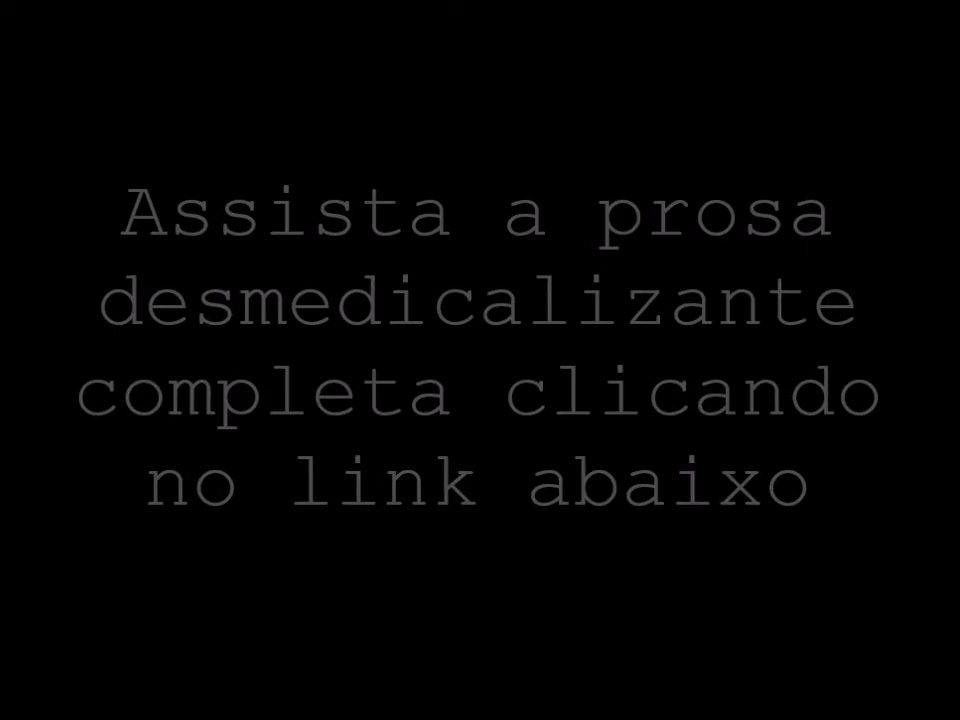 Assista a prosa
desmedicalizante
completa clicando
no link abaixo